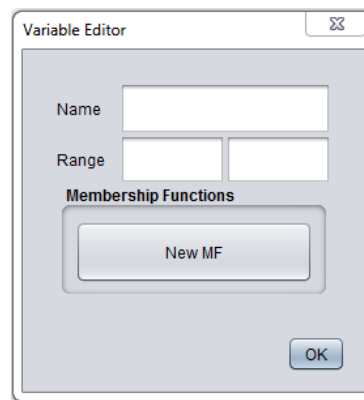 Variable Editor
Name
Range
Membership Functions
New MF
OK